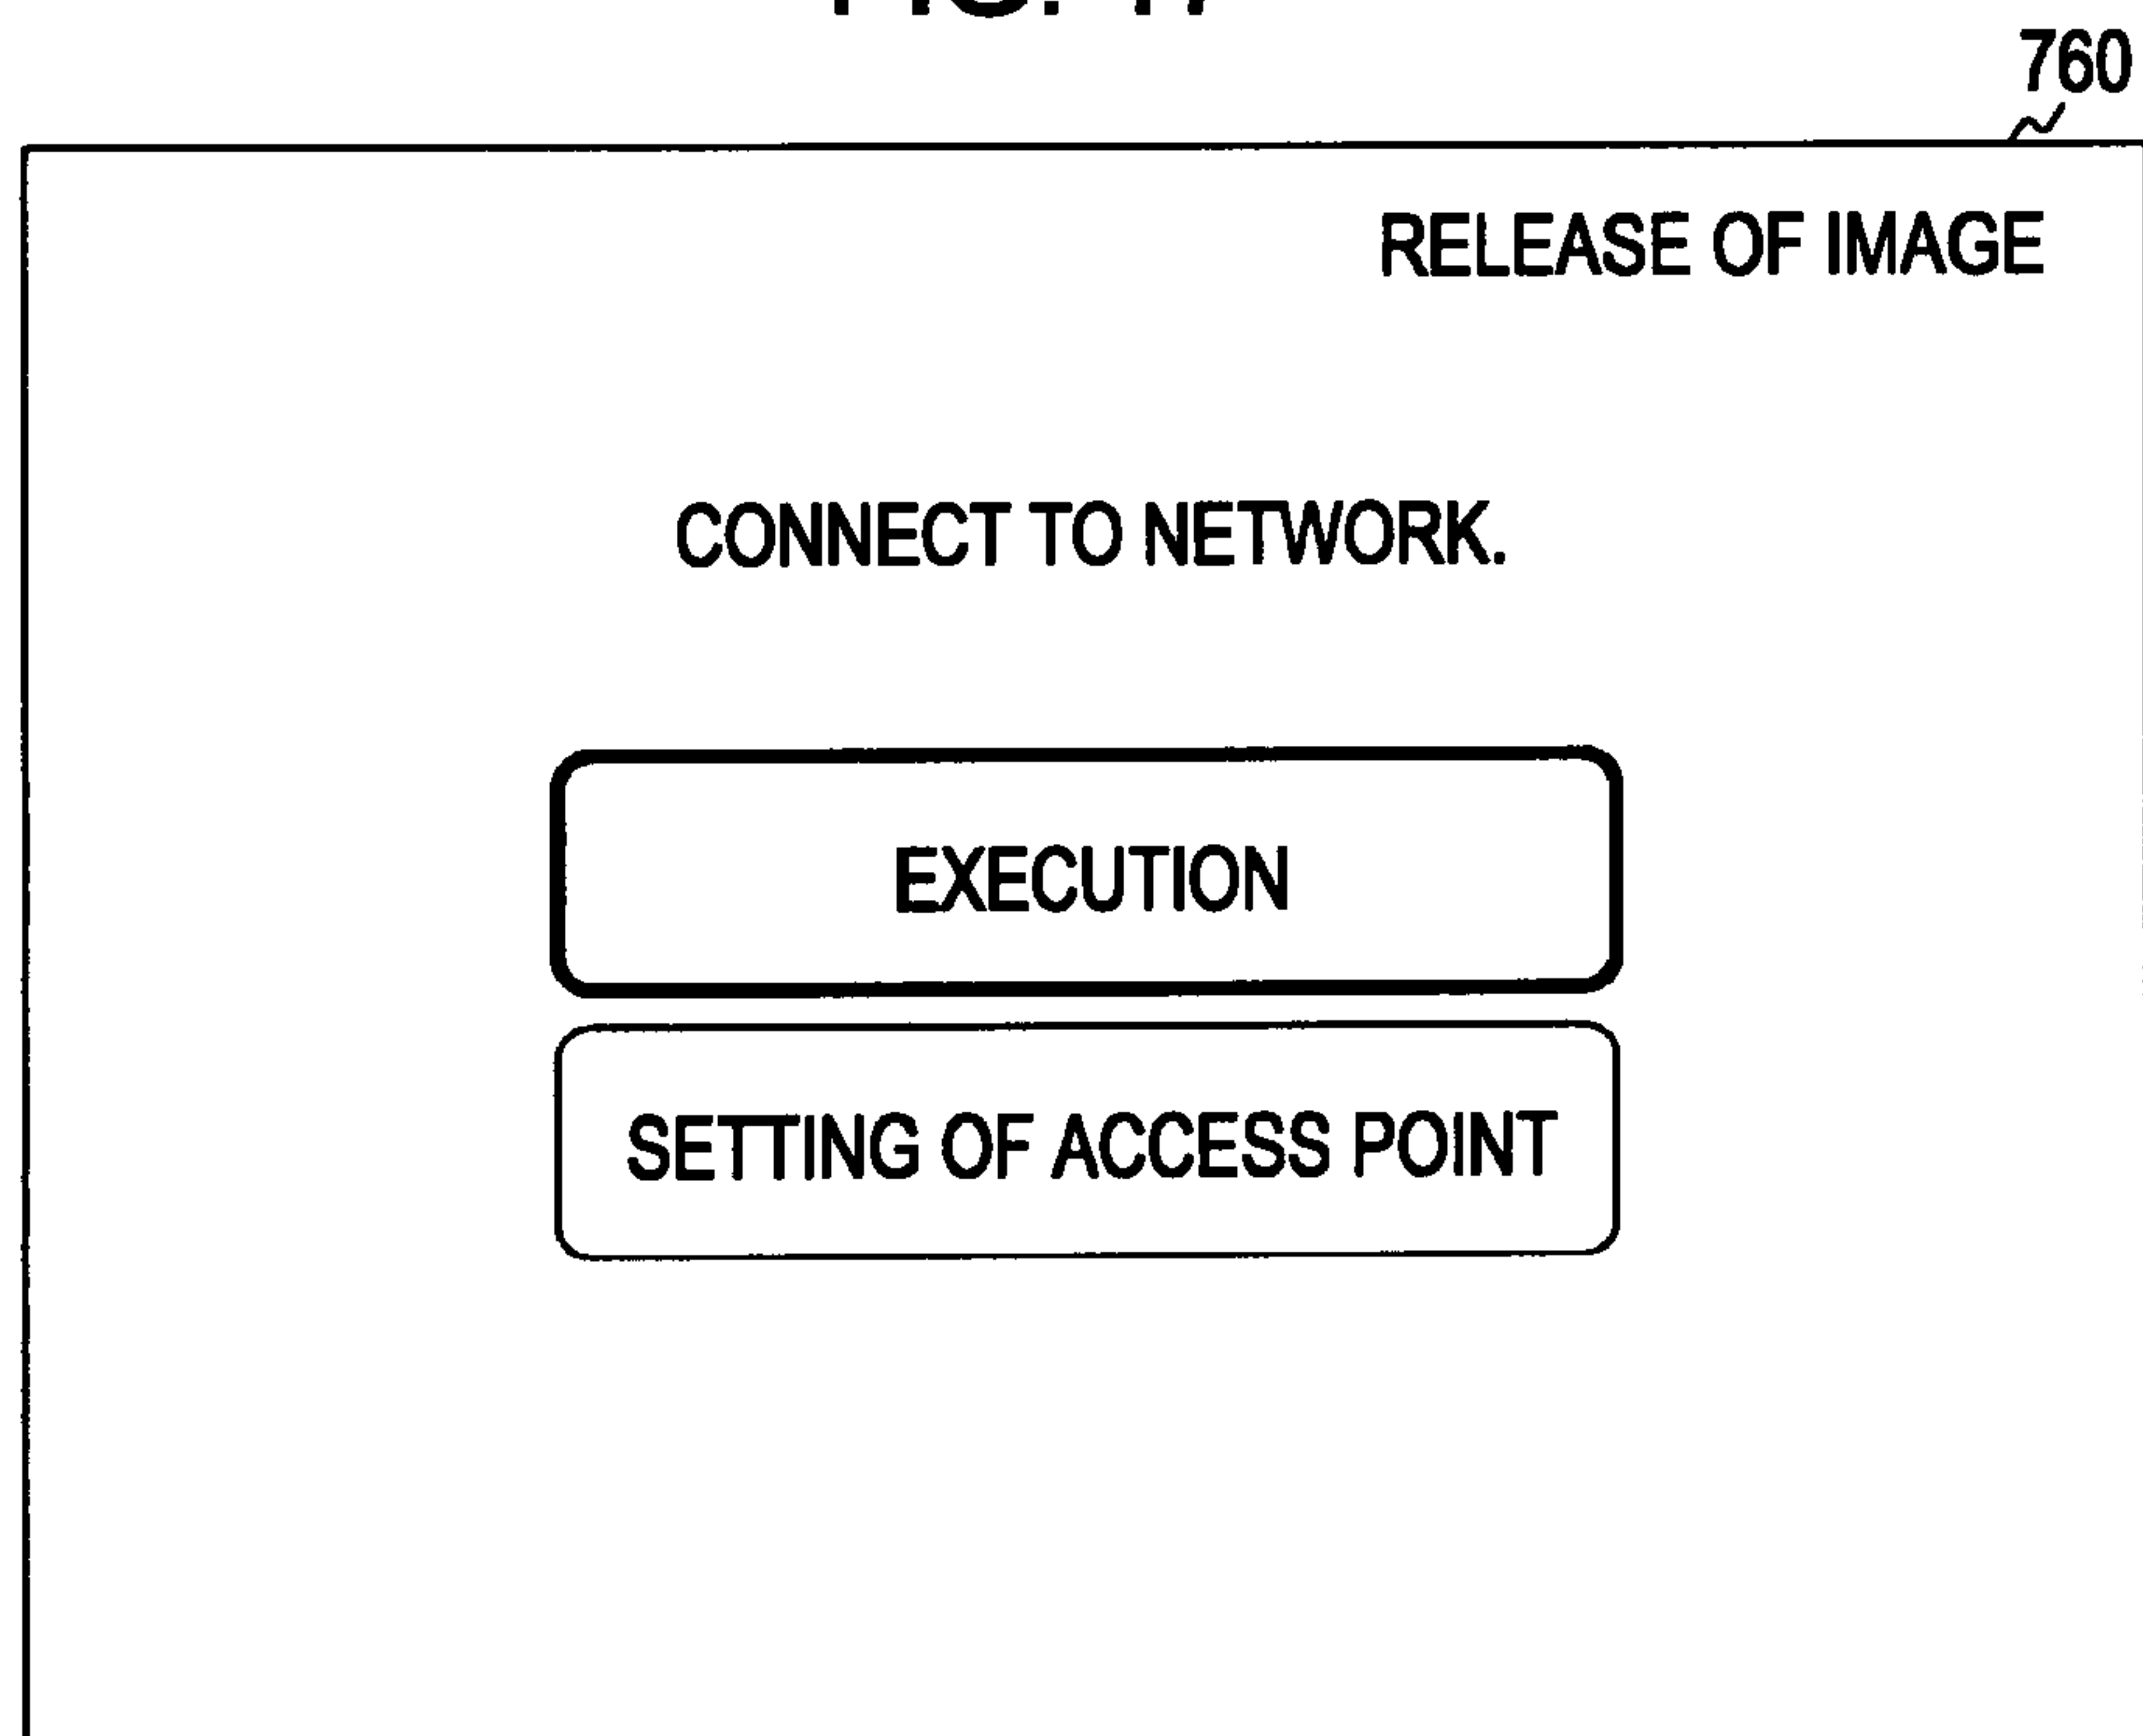 760
RELEASE OF IMAGE
CONNECT TO NETWORK.
EXECUTION
SETTING OF ACCESS POINT